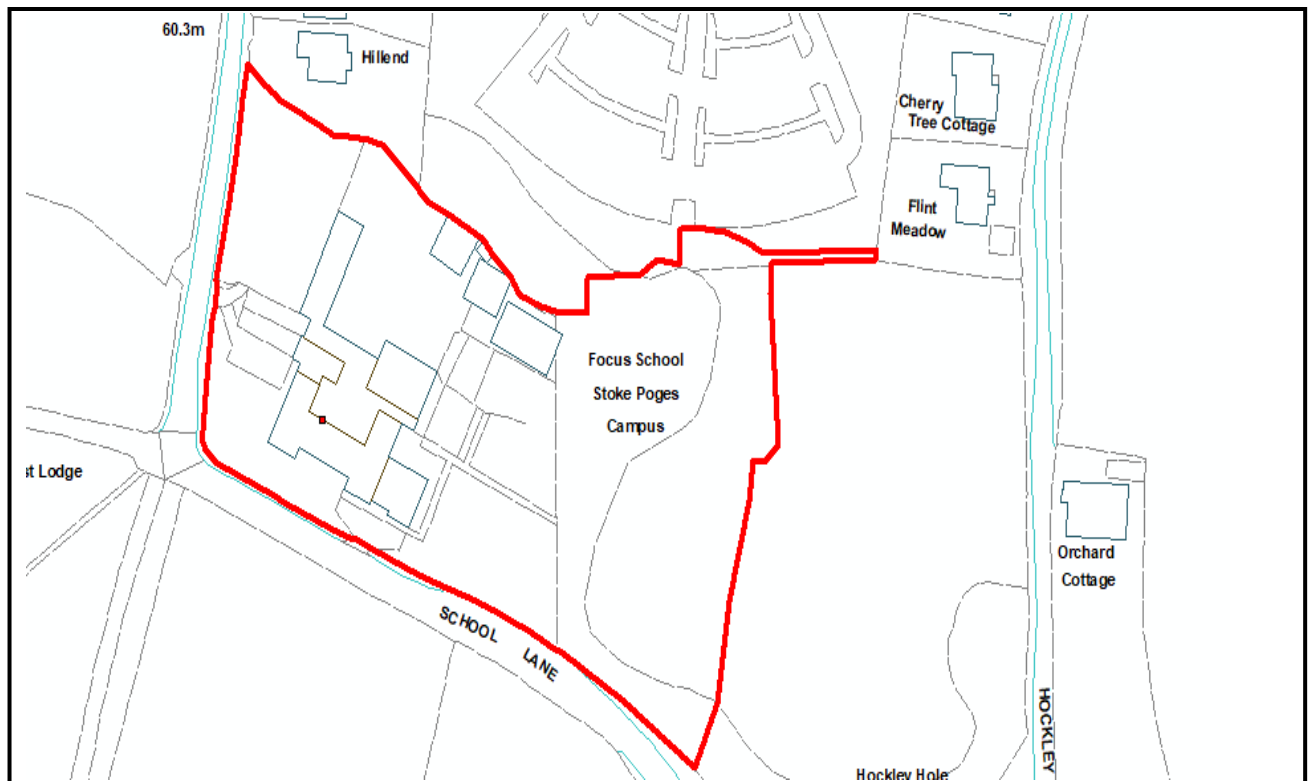 60.3m
Hillend
Cherry
Tree Cottage
Flint
Meadow
Focus School
Stoke Poges
Campus
st Lodge
Orchard
Cottage
SCHOOL
LANE
HOCKLEY
Hockley Hole